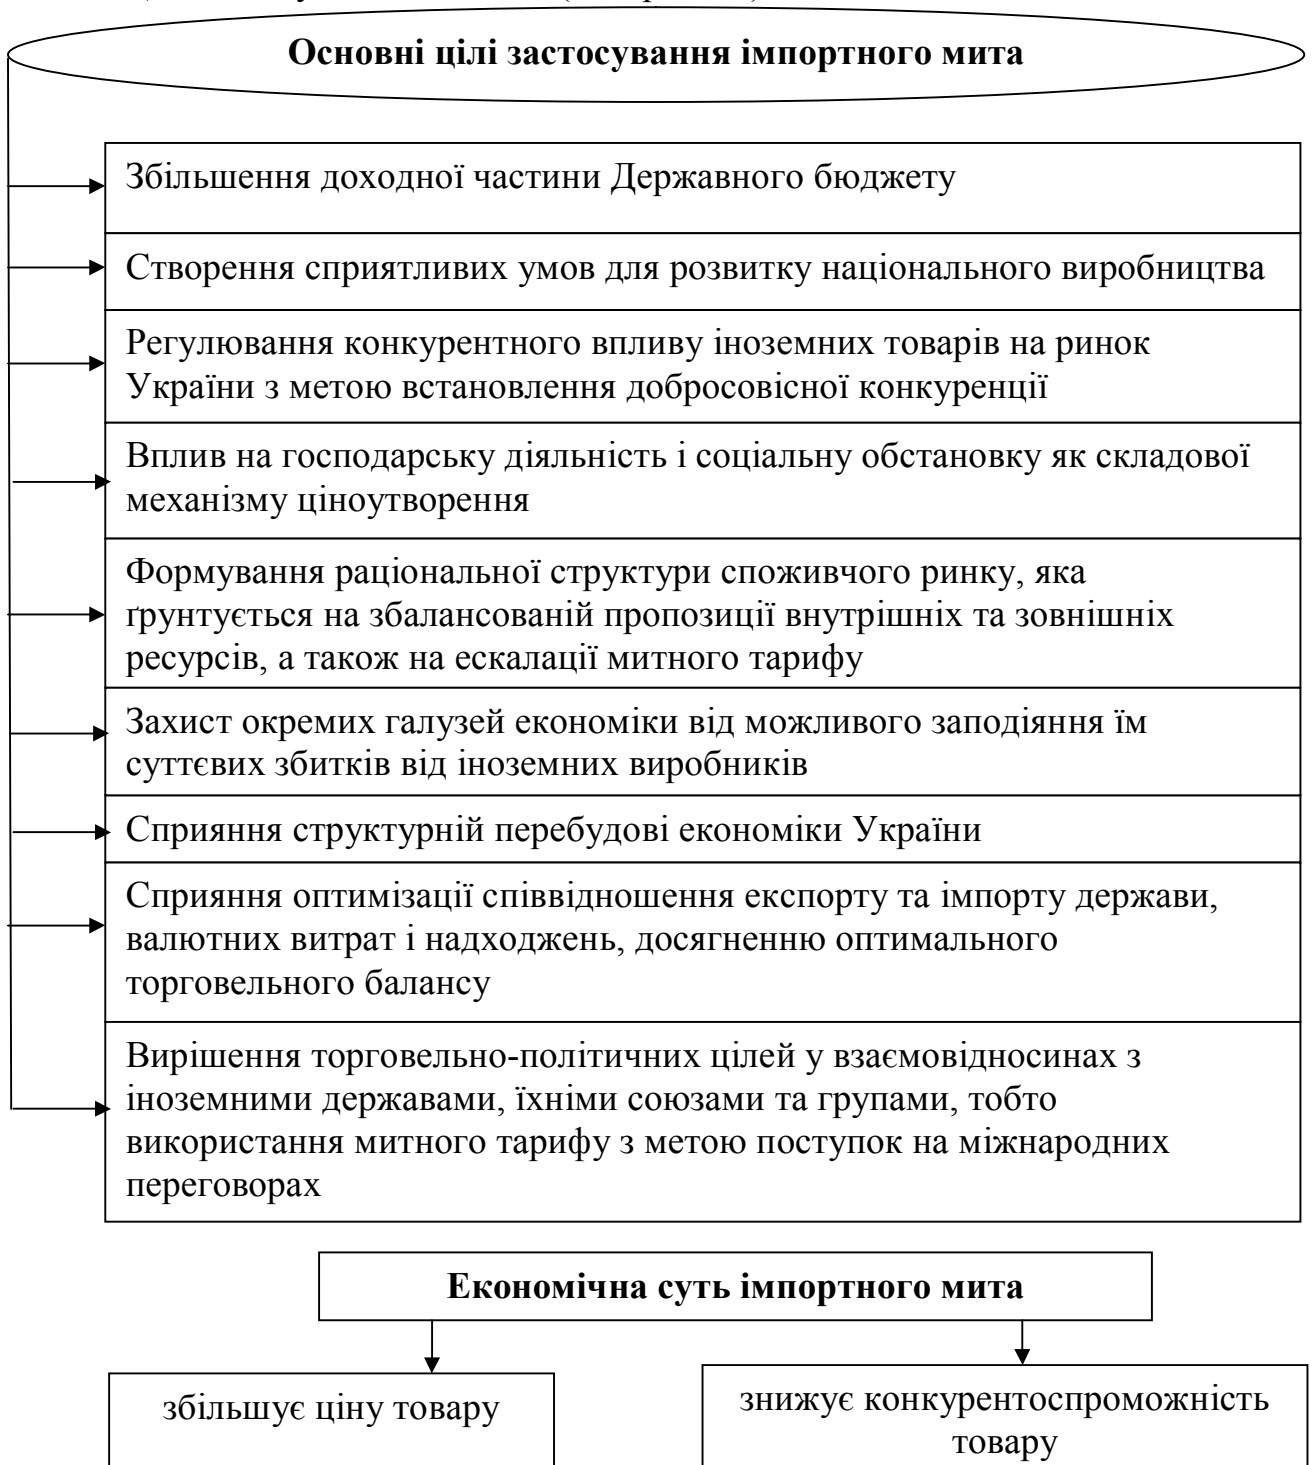 Основні цілі застосування імпортного мита
Збільшення доходної частини Державного бюджету
Створення сприятливих умов для розвитку національного виробництва
Регулювання конкурентного впливу іноземних товарів на ринок
України з метою встановлення добросовісної конкуренції
Вплив на господарську діяльність і соціальну обстановку як складової
механізму ціноутворення
Формування раціональної структури споживчого ринку, яка
ґрунтується на збалансованій пропозиції внутрішніх та зовнішніх
ресурсів, а також на ескалації митного тарифу
Захист окремих галузей економіки від можливого заподіяння їм
суттєвих збитків від іноземних виробників
Сприяння структурній перебудові економіки України
Сприяння оптимізації співвідношення експорту та імпорту держави,
валютних витрат і надходжень, досягненню оптимального
торговельного балансу
Вирішення торговельно-політичних цілей у взаємовідносинах з
іноземними державами, їхніми союзами та групами, тобто
використання митного тарифу з метою поступок на міжнародних
переговорах
Економічна суть імпортного мита
збільшує ціну товару
знижує конкурентоспроможність
товару